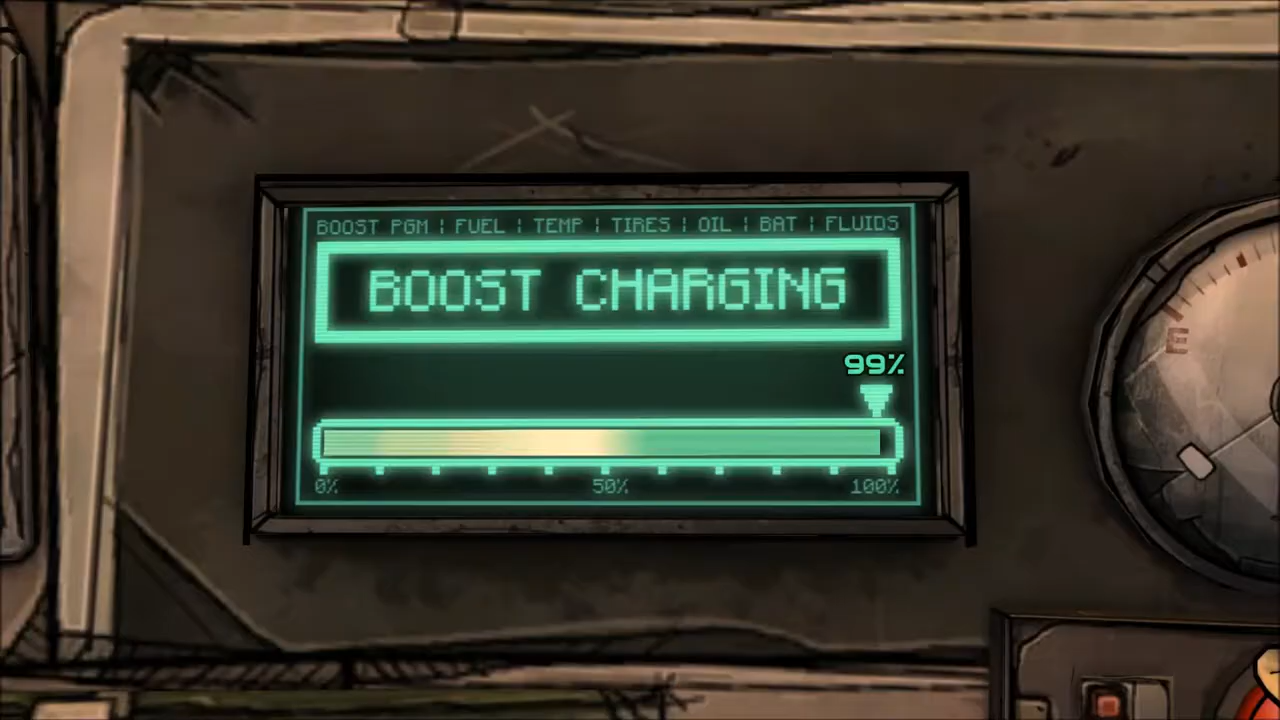 BOOST PGM ¦ FUEL ¦ TEMP ¦ TIRES ¦ OIL ¦ BAT ¦ FLUIDS
BOOST CHARGING
99%
0% 50% 100%
E